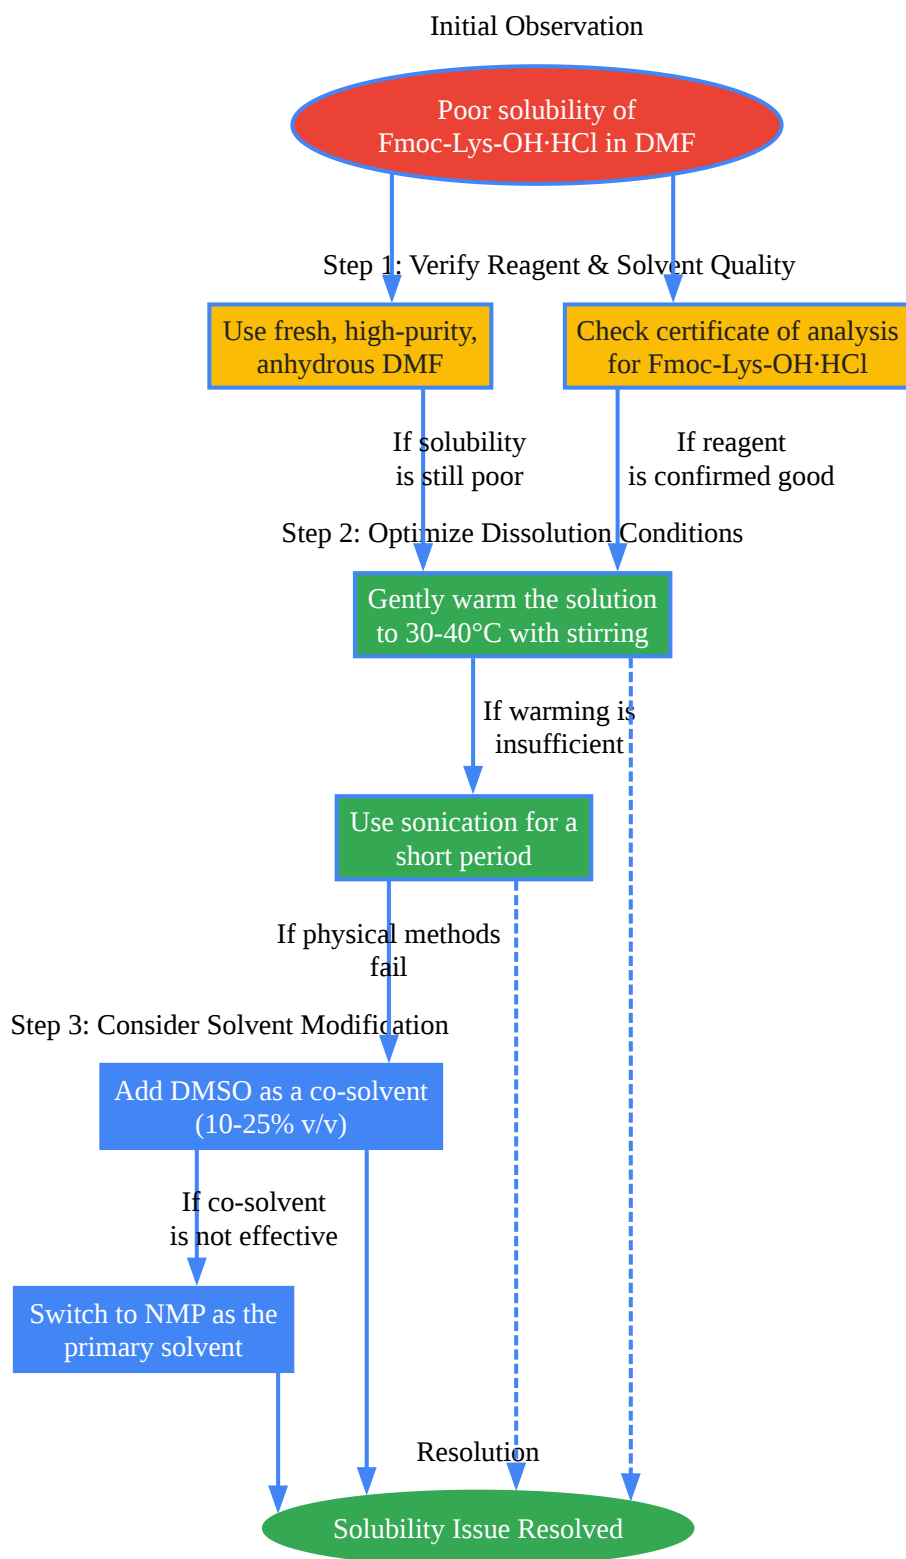 Initial Observation
Poor solubility of
Fmoc-Lys-OH·HCl in DMF
Step 1: Verify Reagent & Solvent Quality
Use fresh, high-purity,
anhydrous DMF
Check certificate of analysis
for Fmoc-Lys-OH·HCl
If solubility
is still poor
If reagent
is confirmed good
Step 2: Optimize Dissolution Conditions
Gently warm the solution
to 30-40°C with stirring
If warming is
insufficient
Use sonication for a
short period
If physical methods
fail
Step 3: Consider Solvent Modification
Add DMSO as a co-solvent
(10-25% v/v)
If co-solvent
is not effective
Switch to NMP as the
primary solvent
Resolution
Solubility Issue Resolved